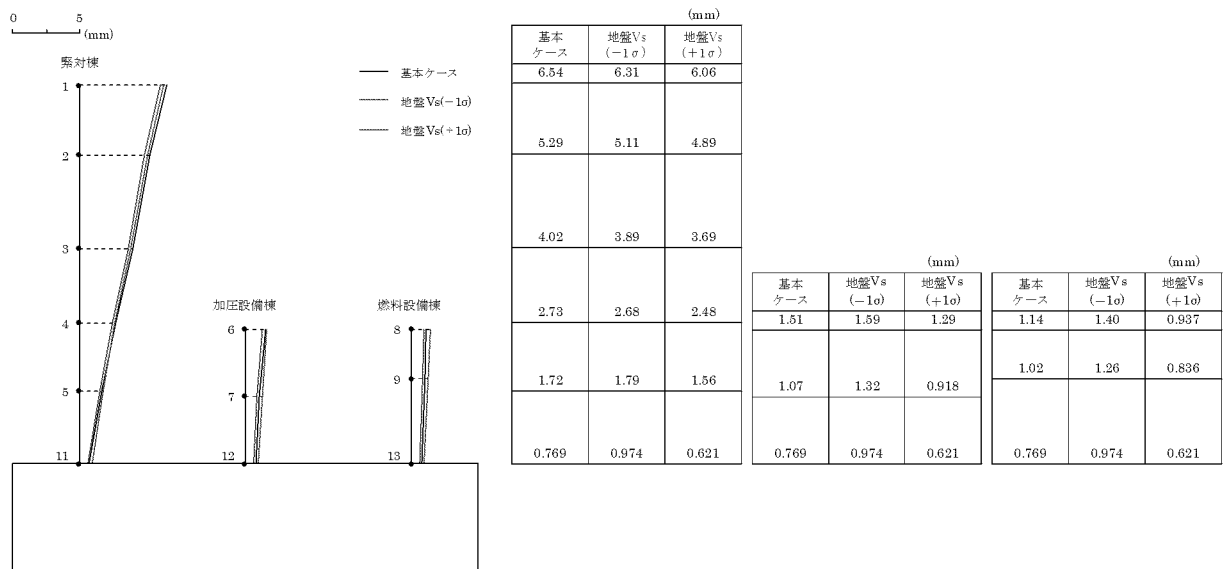 0 5
(mm)
緊対棟
1
2
3
4
5
11
基本ケース
地盤Vs(-1σ)
地盤Vs(+1σ)
加圧設備棟
6
7
12
燃料設備棟
8
9
13
(mm)
基本 地盤Vs 地盤Vs
ケース (-1σ) (+1σ)
6.54 6.31 6.06
5.29 5.11 4.89
4.02 3.89 3.69
2.73 2.68 2.48
1.72 1.79 1.56
0.769 0.974 0.621
(mm)
基本 地盤Vs 地盤Vs
ケース (-1σ) (+1σ)
1.51 1.59 1.29
1.07 1.32 0.918
0.769 0.974 0.621
(mm)
基本 地盤Vs 地盤Vs
ケース (-1σ) (+1σ)
1.14 1.40 0.937
1.02 1.26 0.836
0.769 0.974 0.621